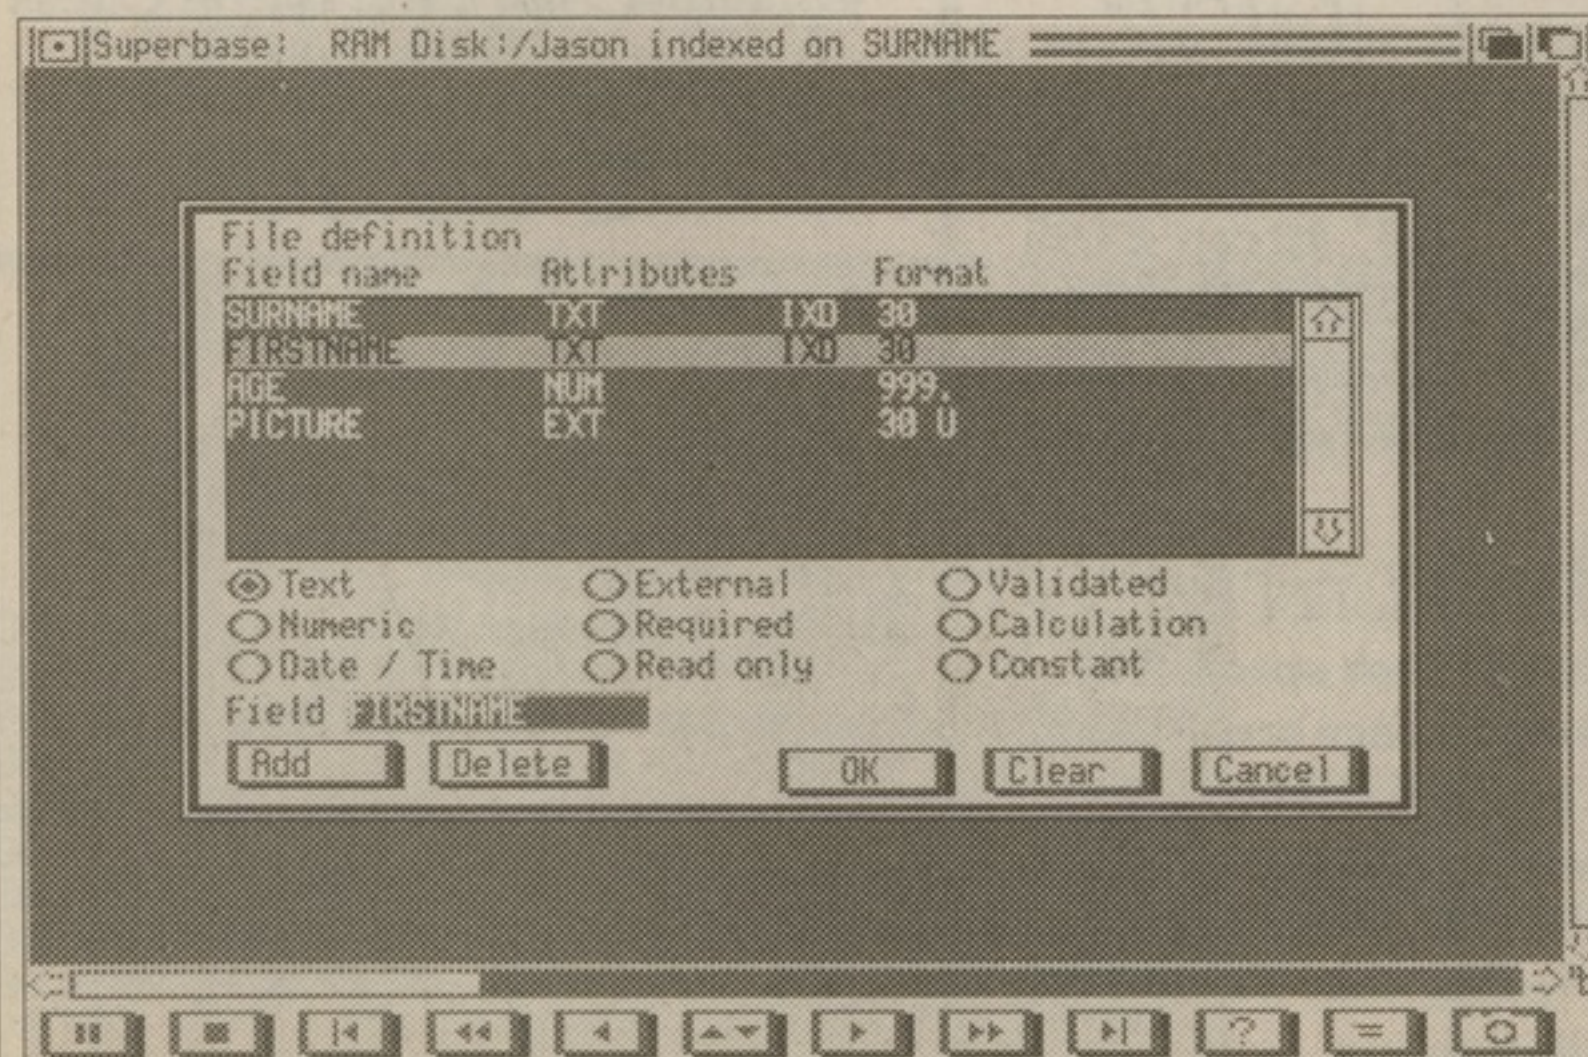 Superbase: RAM Disk:/Jason indexed on SURNAME
File definition
Field name Attributes Format
SURNAME TXT IXD 30
FIRSTNAME TXT IXD 30
AGE NUM 999.
PICTURE EXT 30 U
Text External Validated
Numeric Required Calculation
Date / Time Read only Constant
Field FIRSTNAME
Add Delete OK Clear Cancel
? =